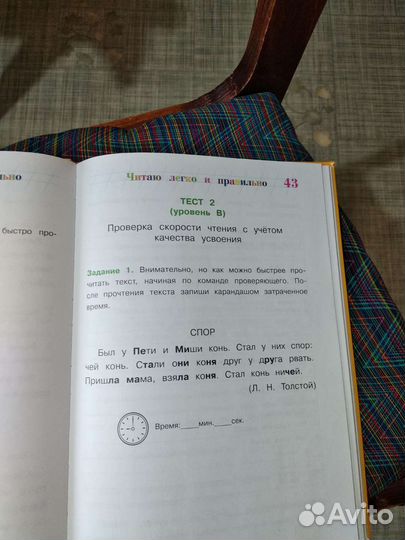 льно
быстро про-
Читаю легко и правильно 43
ТЕСТ 2
(уровень В)
Проверка скорости чтения с учётом
качества усвоения
Задание 1. Внимательно, но как можно быстрее про-
читать текст, начиная по команде проверяющего. По-
сле прочтения текста запиши карандашом затраченное
время.
СПОР
Был у Пети и Миши конь. Стал у них спор:
чей конь. Стали они коня друг у друга рвать.
Пришла мама, взяла коня. Стал конь ничей.
(Л. Н. Толстой)
Время:____мин.____сек.
Avito